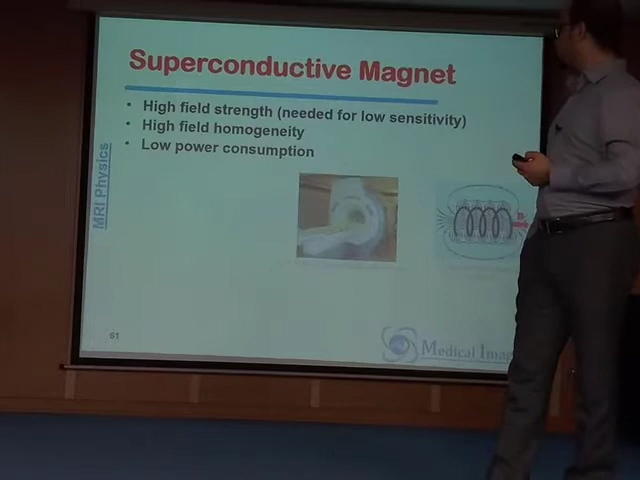 Superconductive Magnet
• High field strength (needed for low sensitivity)
• High field homogeneity
• Low power consumption
MRI Physics
61
Medical